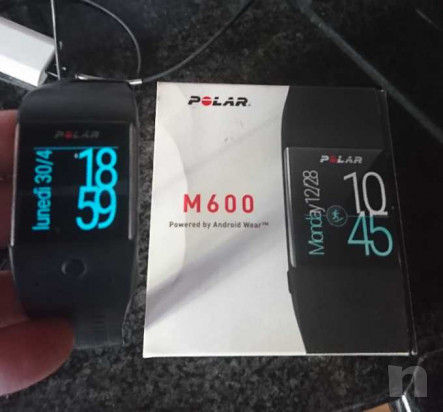 POLAR
lunedì 30/4
18
59
POLAR
M600
Powered by Android Wear™
POLAR
Monday 12/28
10
45
n